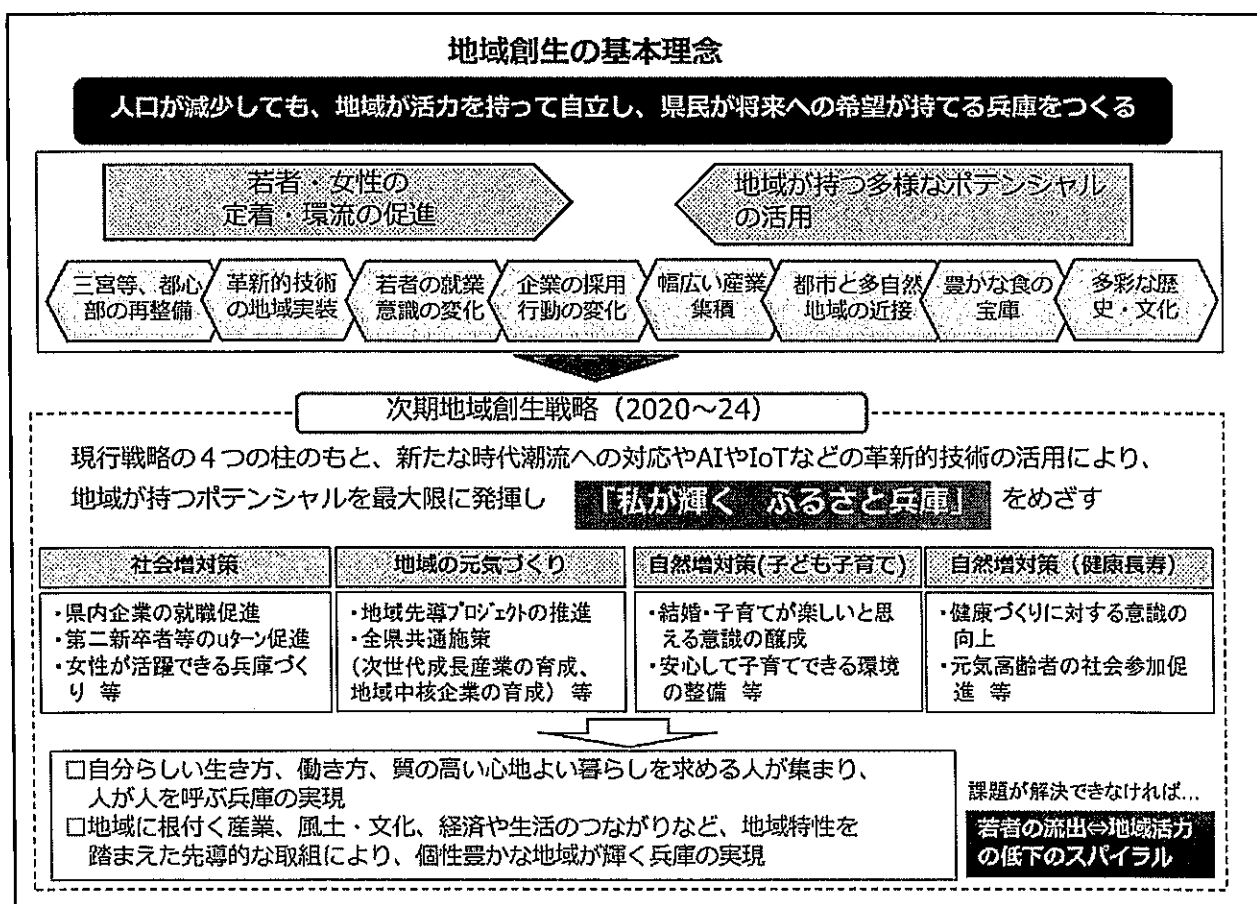 地域創生の基本理念
人口が減少しても、地域が活力を持って自立し、県民が将来への希望が持てる兵庫をつくる
若者・女性の
定着・環流の促進
地域が持つ多様なポテンシャル
の活用
三宮等、都心
部の再整備
革新的技術
の地域実装
若者の就業
意識の変化
企業の採用
行動の変化
幅広い産業
集積
都市と多自然
地域の近接
豊かな食の
宝庫
多彩な歴
史・文化
次期地域創生戦略（2020～24）
現行戦略の４つの柱のもと、新たな時代潮流への対応やAIやIoTなどの革新的技術の活用により、
地域が持つポテンシャルを最大限に発揮し 「私が輝く　ふるさと兵庫」 をめざす
社会増対策
・県内企業の就職促進
・第二新卒者等のuターン促進
・女性が活躍できる兵庫づく
り 等
地域の元気づくり
・地域先導ﾌﾟﾛｼﾞｪｸﾄの推進
・全県共通施策
(次世代成長産業の育成、
地域中核企業の育成） 等
自然増対策(子ども子育て)
・結婚・子育てが楽しいと思
える意識の醸成
・安心して子育てできる環境
の整備 等
自然増対策（健康長寿）
・健康づくりに対する意識の
向上
・元気高齢者の社会参加促
進 等
□自分らしい生き方、働き方、質の高い心地よい暮らしを求める人が集まり、
人が人を呼ぶ兵庫の実現
□地域に根付く産業、風土・文化、経済や生活のつながりなど、地域特性を
踏まえた先導的な取組により、個性豊かな地域が輝く兵庫の実現
課題が解決できなければ…
若者の流出⇔地域活力
の低下のスパイラル